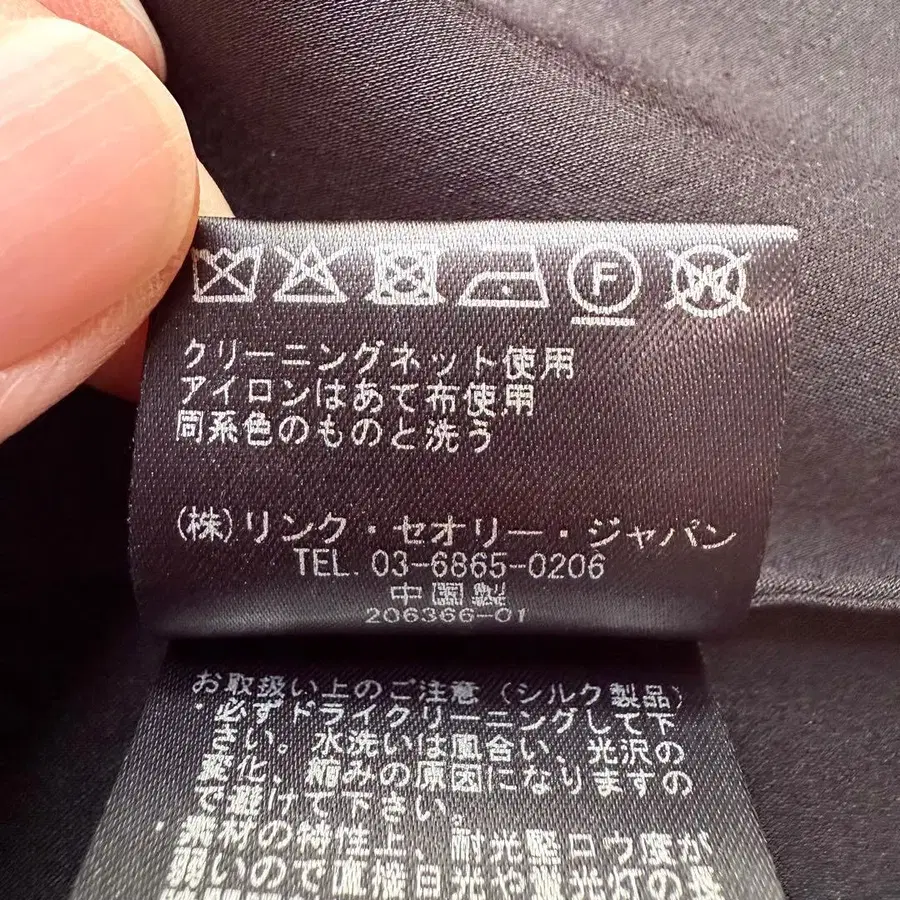 F W
クリーニングネット使用
アイロンはあて布使用
同系色のものと洗う
(株)リンク・セオリー・ジャパン
TEL. 03-6865-0206
中国製
206366-01
お取扱い上のご注意(シルク製品)
・必ずドライクリーニングして下
さい。水洗いは風合い、光沢の
変化、縮みの原因になりますの
で避けて下さい。
・素材の特性上、耐光堅ロウ度が
弱いので直接日光や蛍光灯の長